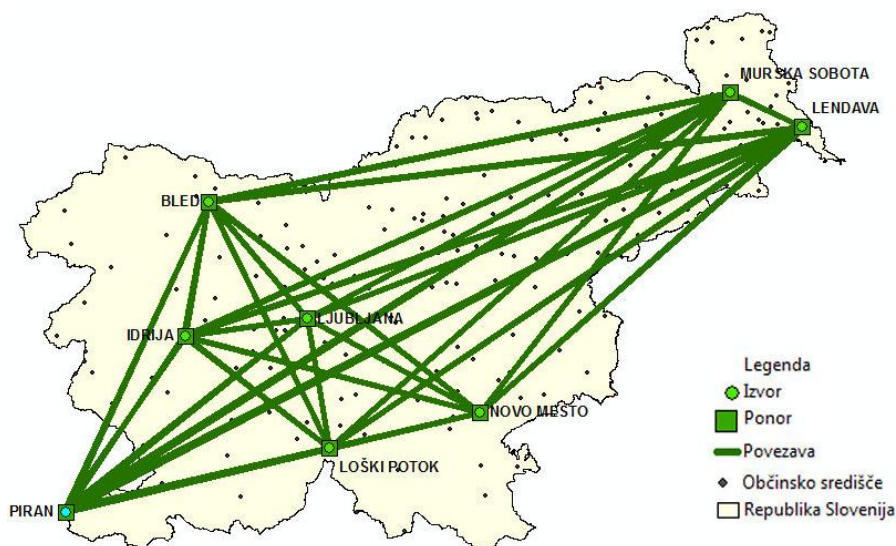 MURSKA SOBOTA
LENDAVA
BLED
LJUBLJANA
IDRIJA
NOVO MESTO
LOŠKI POTOK
PIRAN
Legenda
Izvor
Ponor
Povezava
Občinsko središče
Republika Slovenija